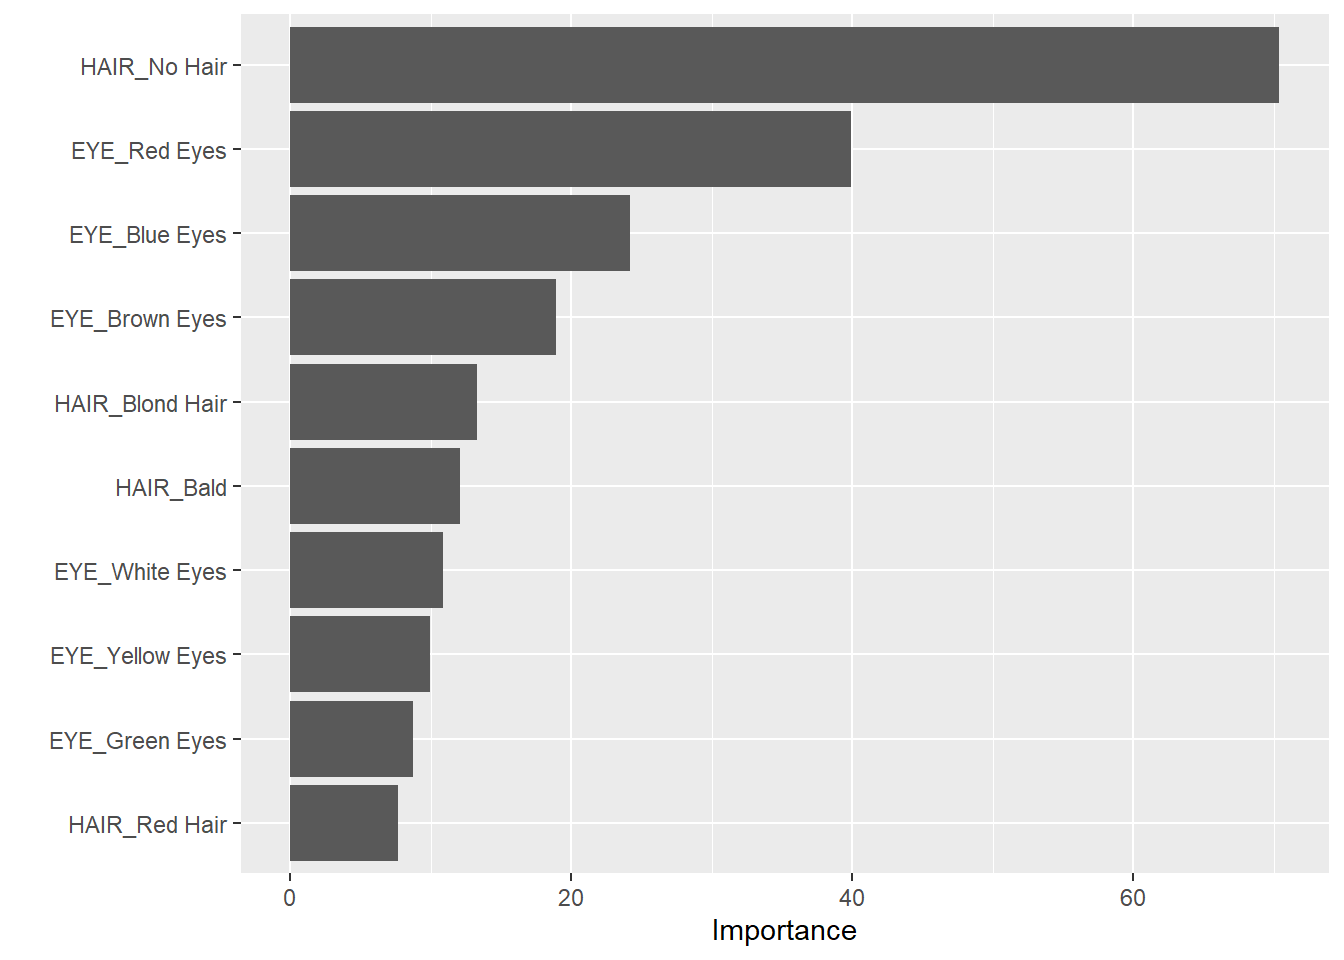 HAIR_No Hair
EYE_Red Eyes
EYE_Blue Eyes
EYE_Brown Eyes
HAIR_Blond Hair
HAIR_Bald
EYE_White Eyes
EYE_Yellow Eyes
EYE_Green Eyes
HAIR_Red Hair
0 20 40 60
Importance